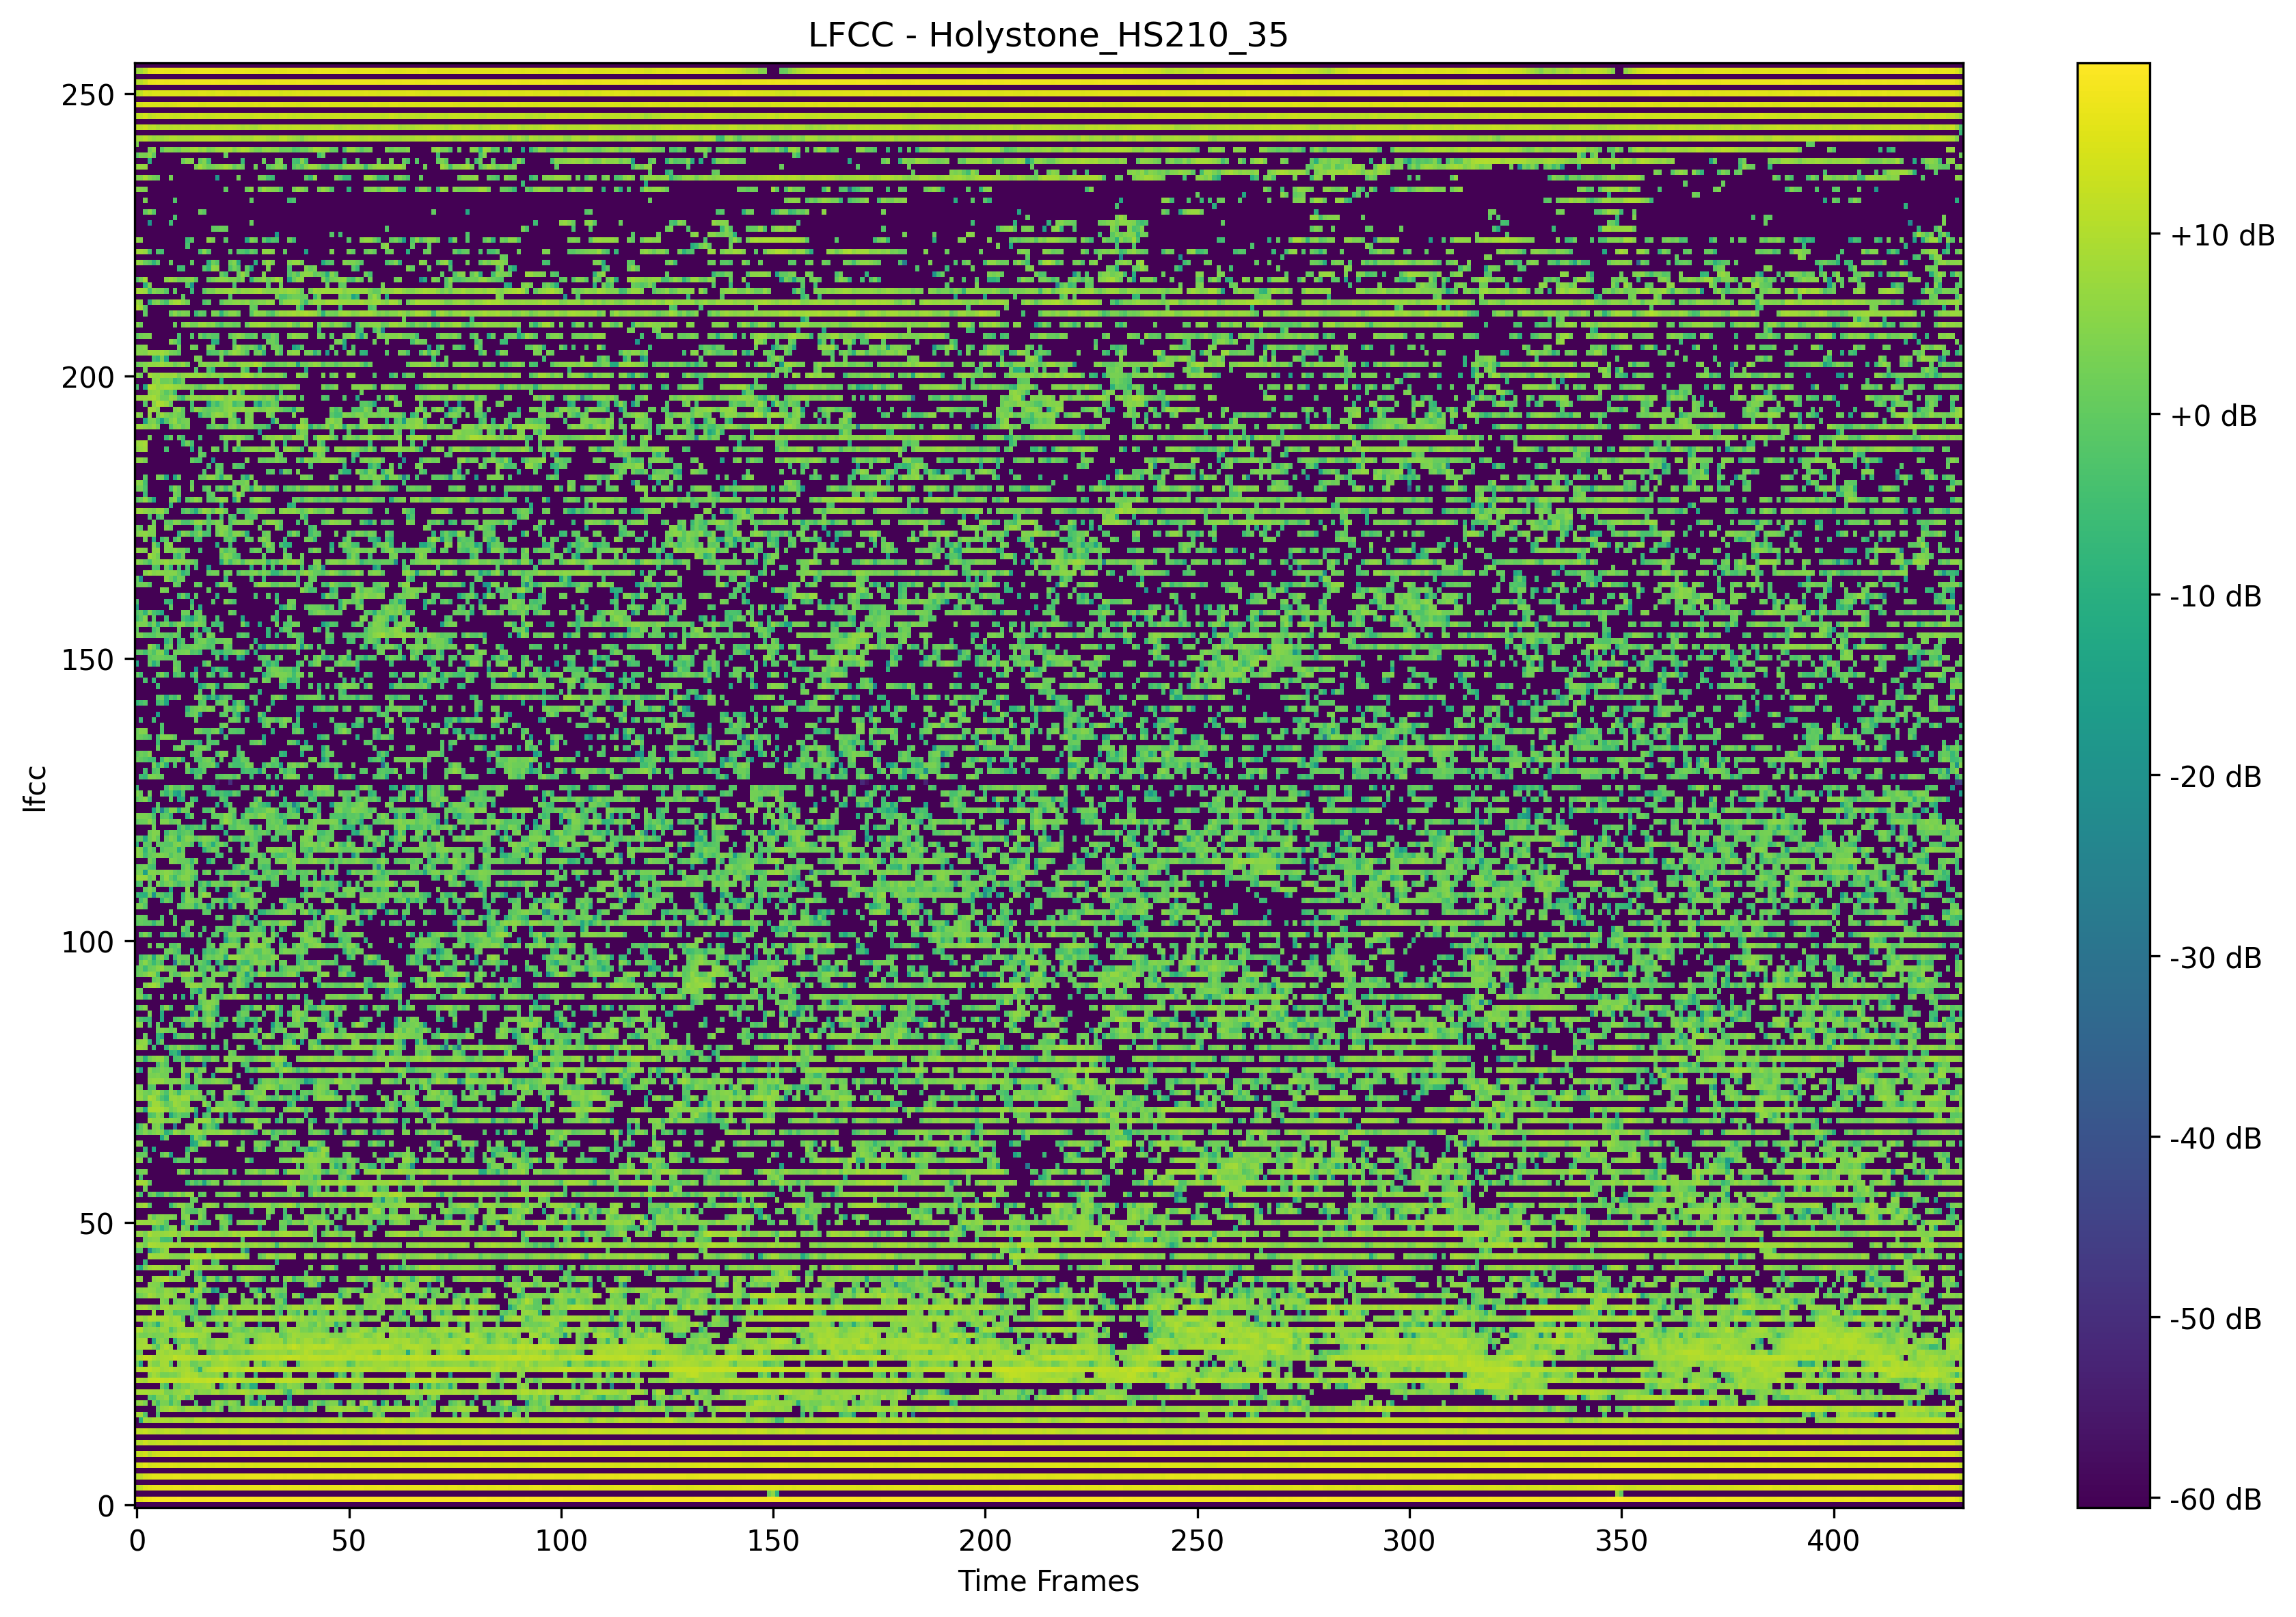 LFCC - Holystone_HS210_35
250
200
150
100
50
0
lfcc
0 50 100 150 200 250 300 350 400
Time Frames
+10 dB
+0 dB
-10 dB
-20 dB
-30 dB
-40 dB
-50 dB
-60 dB